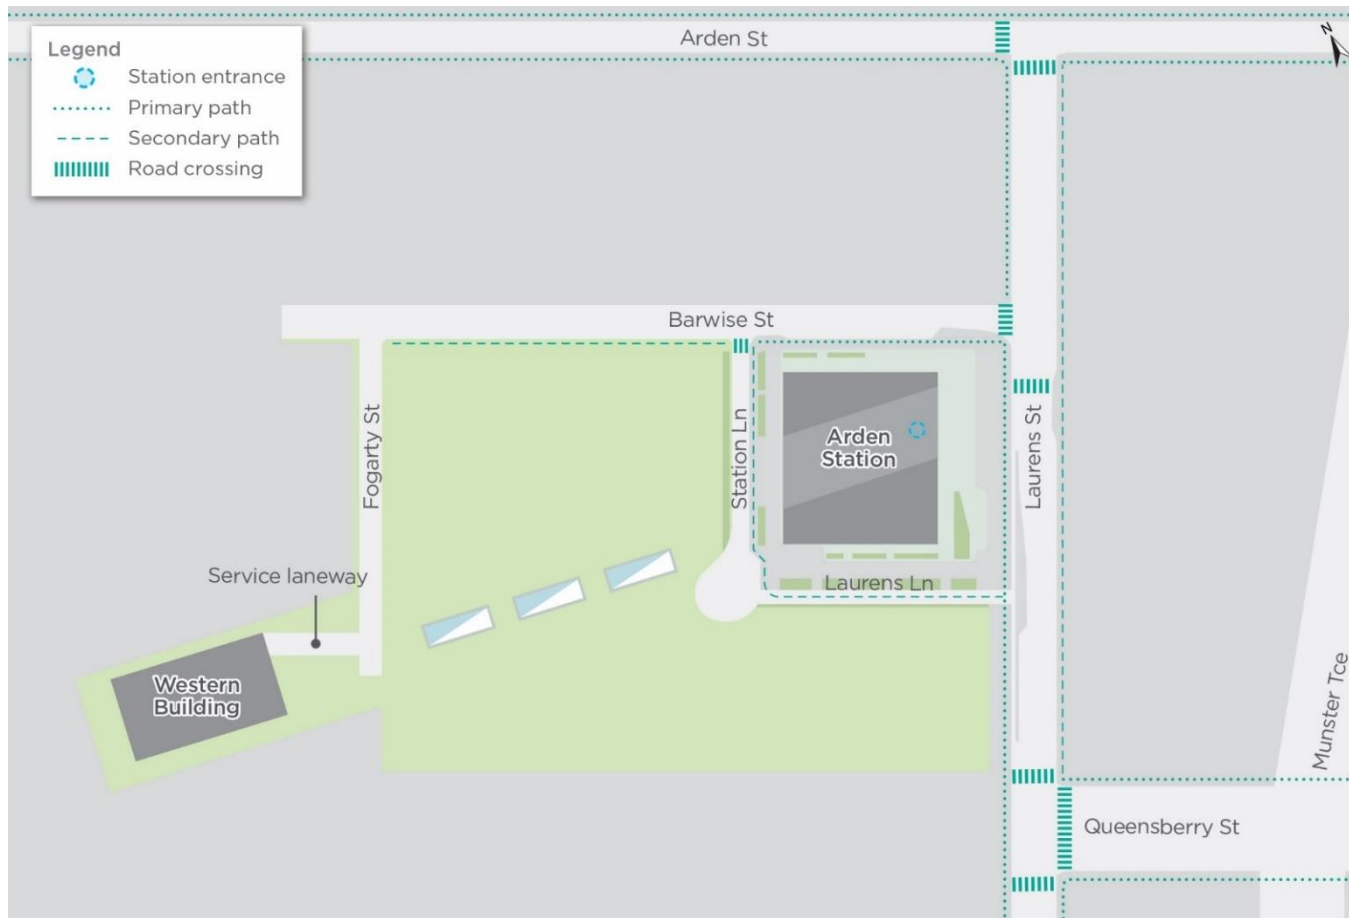 Arden St
N
Legend
Station entrance
Primary path
Secondary path
Road crossing
Barwise St
Fogarty St
Station Ln
Arden
Station
Laurens St
Service laneway
Laurens Ln
Western
Building
Munster Tce
Queensberry St